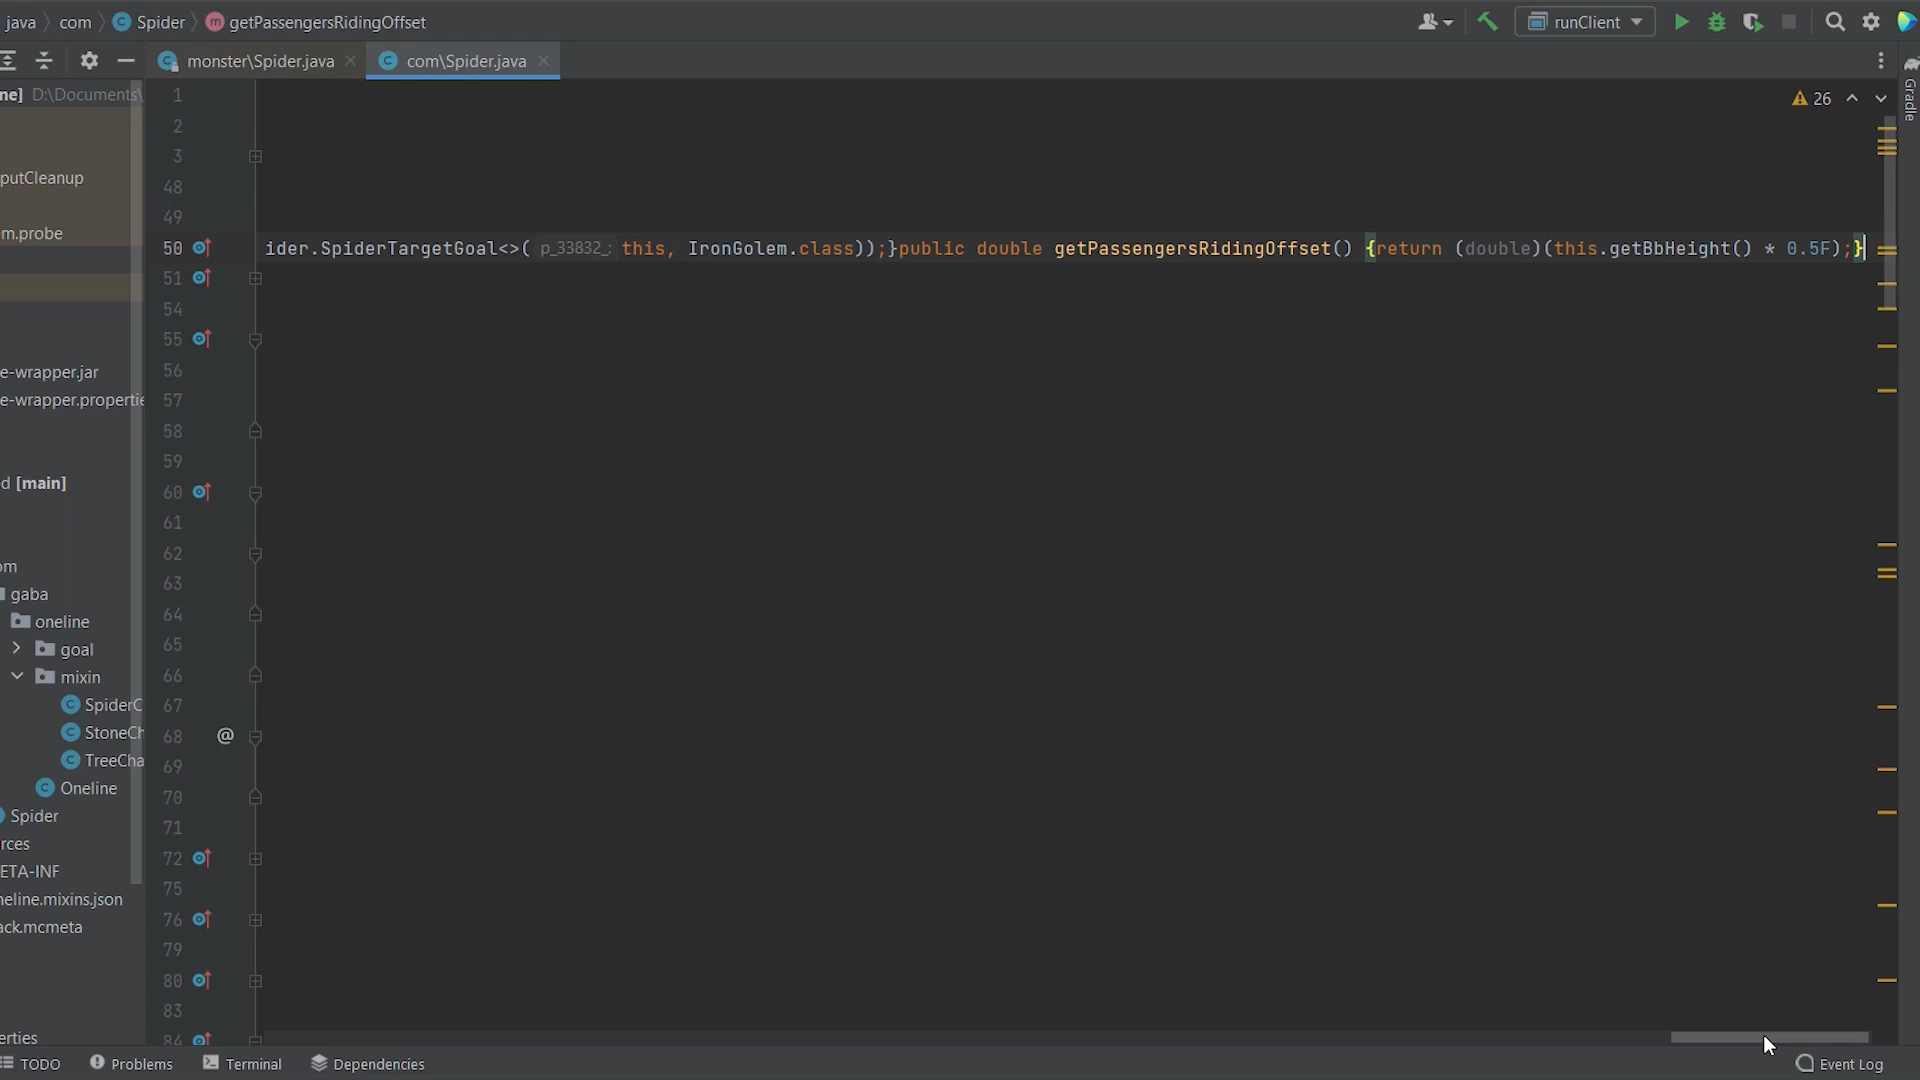 java com Spider m getPassengersRidingOffset
runClient
monster\Spider.java
com\Spider.java
ne] D:\Documents\
26
Gradle
putCleanup
m.probe
e-wrapper.jar
e-wrapper.propertie
d [main]
om
gaba
oneline
goal
mixin
SpiderC
StoneCh
TreeCha
Oneline
Spider
rces
ETA-INF
neline.mixins.json
ack.mcmeta
erties
1
2
3
48
49
50 ider.SpiderTargetGoal<>( p_33832_: this, IronGolem.class));}public double getPassengersRidingOffset() {return (double)(this.getBbHeight() * 0.5F);}
51
54
55
56
57
58
59
60
61
62
63
64
65
66
67
68 @
69
70
71
72
75
76
79
80
83
84
TODO Problems Terminal Dependencies Event Log